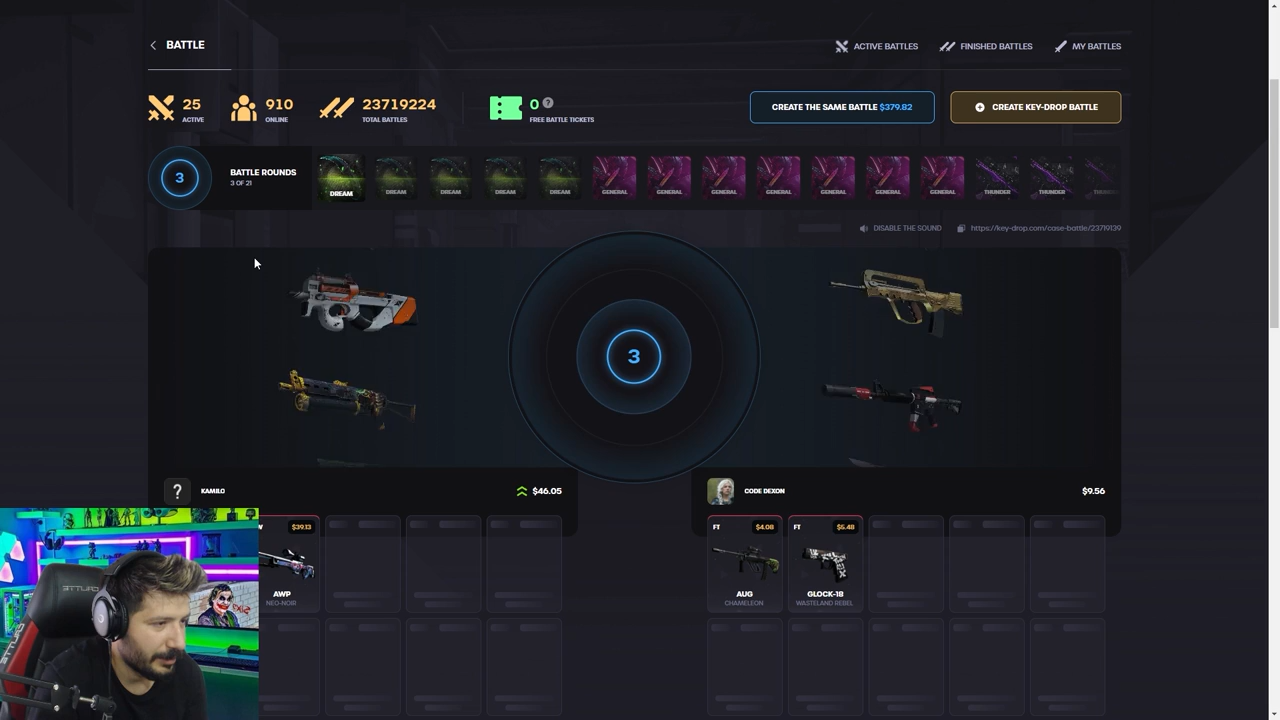 BATTLE
ACTIVE BATTLES
FINISHED BATTLES
MY BATTLES
25
ACTIVE
910
ONLINE
23719224
TOTAL BATTLES
0 ?
FREE BATTLE TICKETS
CREATE THE SAME BATTLE $379.82
CREATE KEY-DROP BATTLE
3
BATTLE ROUNDS
3 OF 21
DREAM
DREAM
DREAM
DREAM
DREAM
GENERAL
GENERAL
GENERAL
GENERAL
GENERAL
GENERAL
GENERAL
THUNDER
THUNDER
DISABLE THE SOUND
https://key-drop.com/case-battle/23719139
3
?
KAMILO
$46.05
CODE DEXON
$9.56
$39.13
AWP
NEO-NOIR
FT
$4.08
AUG
CHAMELEON
FT
$5.48
GLOCK-18
WASTELAND REBEL